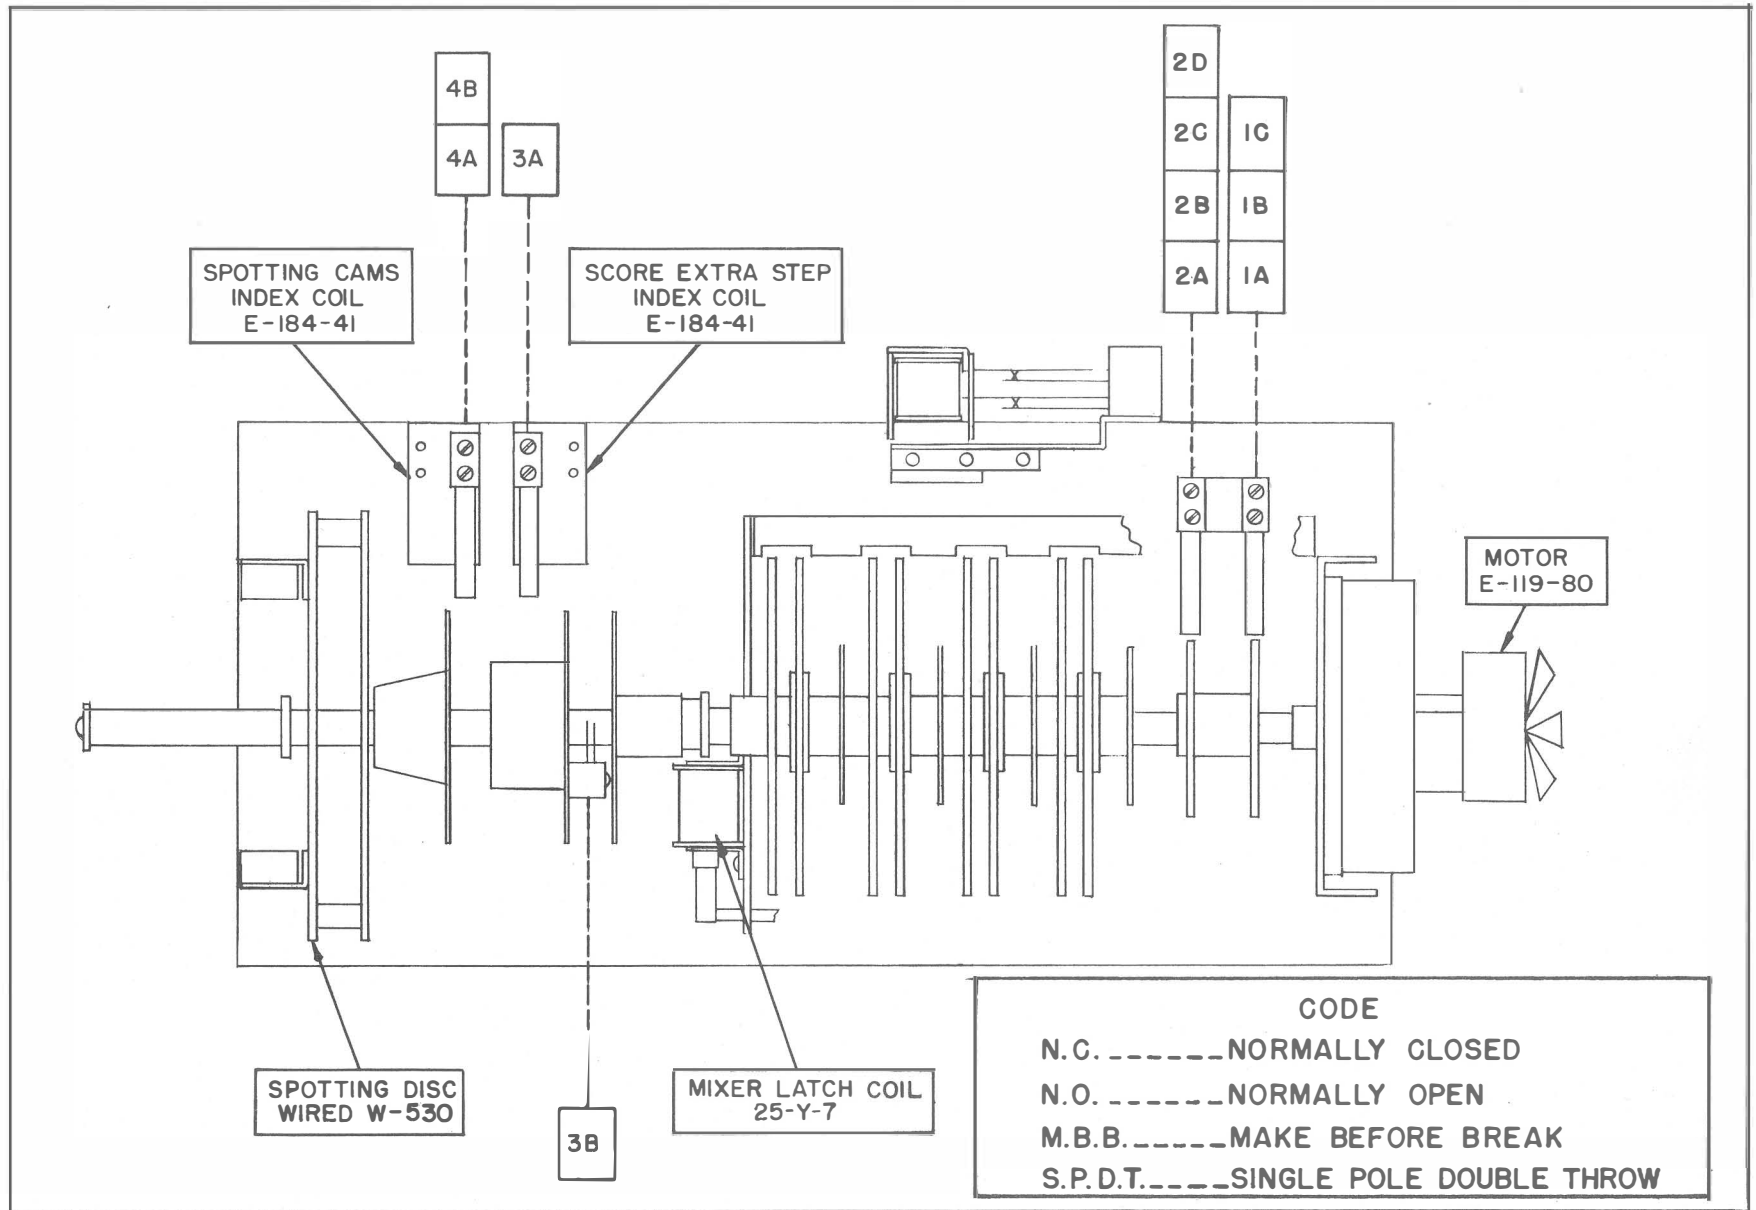 2D
4B
2C
1C
4A
3A
2B
1B
2A
1A
SPOTTING CAMS
INDEX COIL
E-184-41
SCORE EXTRA STEP
INDEX COIL
E-184-41
MOTOR
E-119-80
SPOTTING DISC
WIRED W-530
MIXER LATCH COIL
25-Y-7
3B
CODE
N.C. ------NORMALLY CLOSED
N.O. ------NORMALLY OPEN
M.B.B.-----MAKE BEFORE BREAK
S.P.D.T.----SINGLE POLE DOUBLE THROW